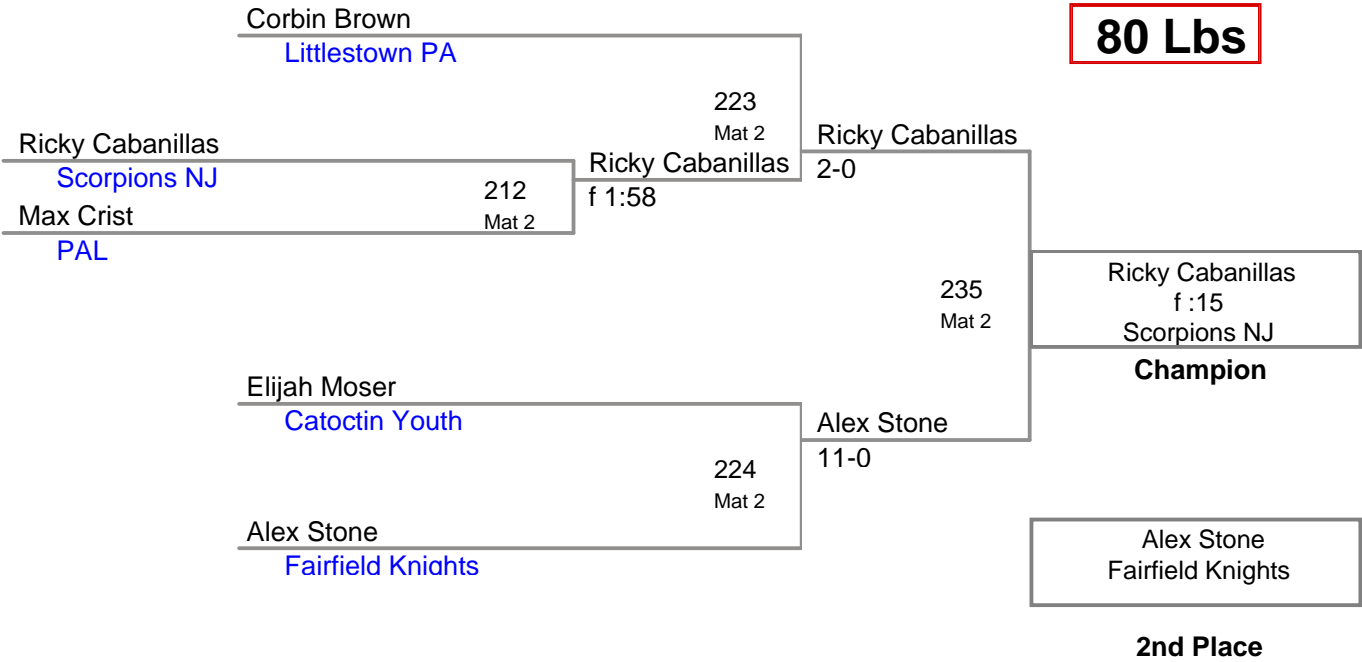 Corbin Brown
80 Lbs
Littlestown PA
223
Mat 2
Ricky Cabanillas
Ricky Cabanillas
Ricky Cabanillas
2-0
Scorpions NJ
212
f 1:58
Max Crist
Mat 2
PAL
235
Mat 2
Ricky Cabanillas
f :15
Scorpions NJ
Champion
Elijah Moser
Catoctin Youth
Alex Stone
11-0
224
Mat 2
Alex Stone
Fairfield Knights
Alex Stone
Fairfield Knights
2nd Place